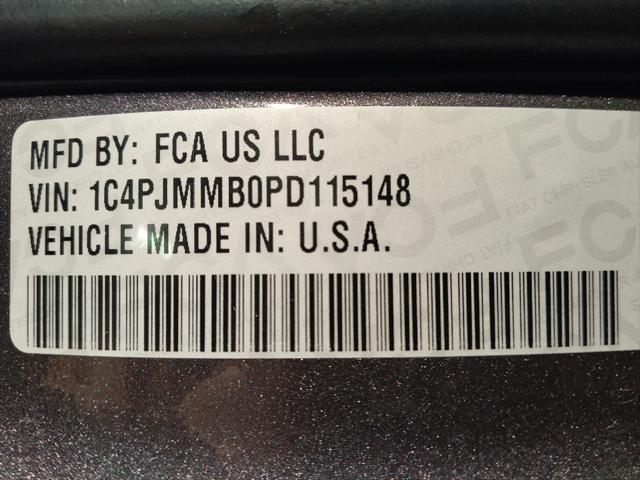 MFD BY: FCA US LLC
VIN: 1C4PJMMB0PD115148
VEHICLE MADE IN: U.S.A.